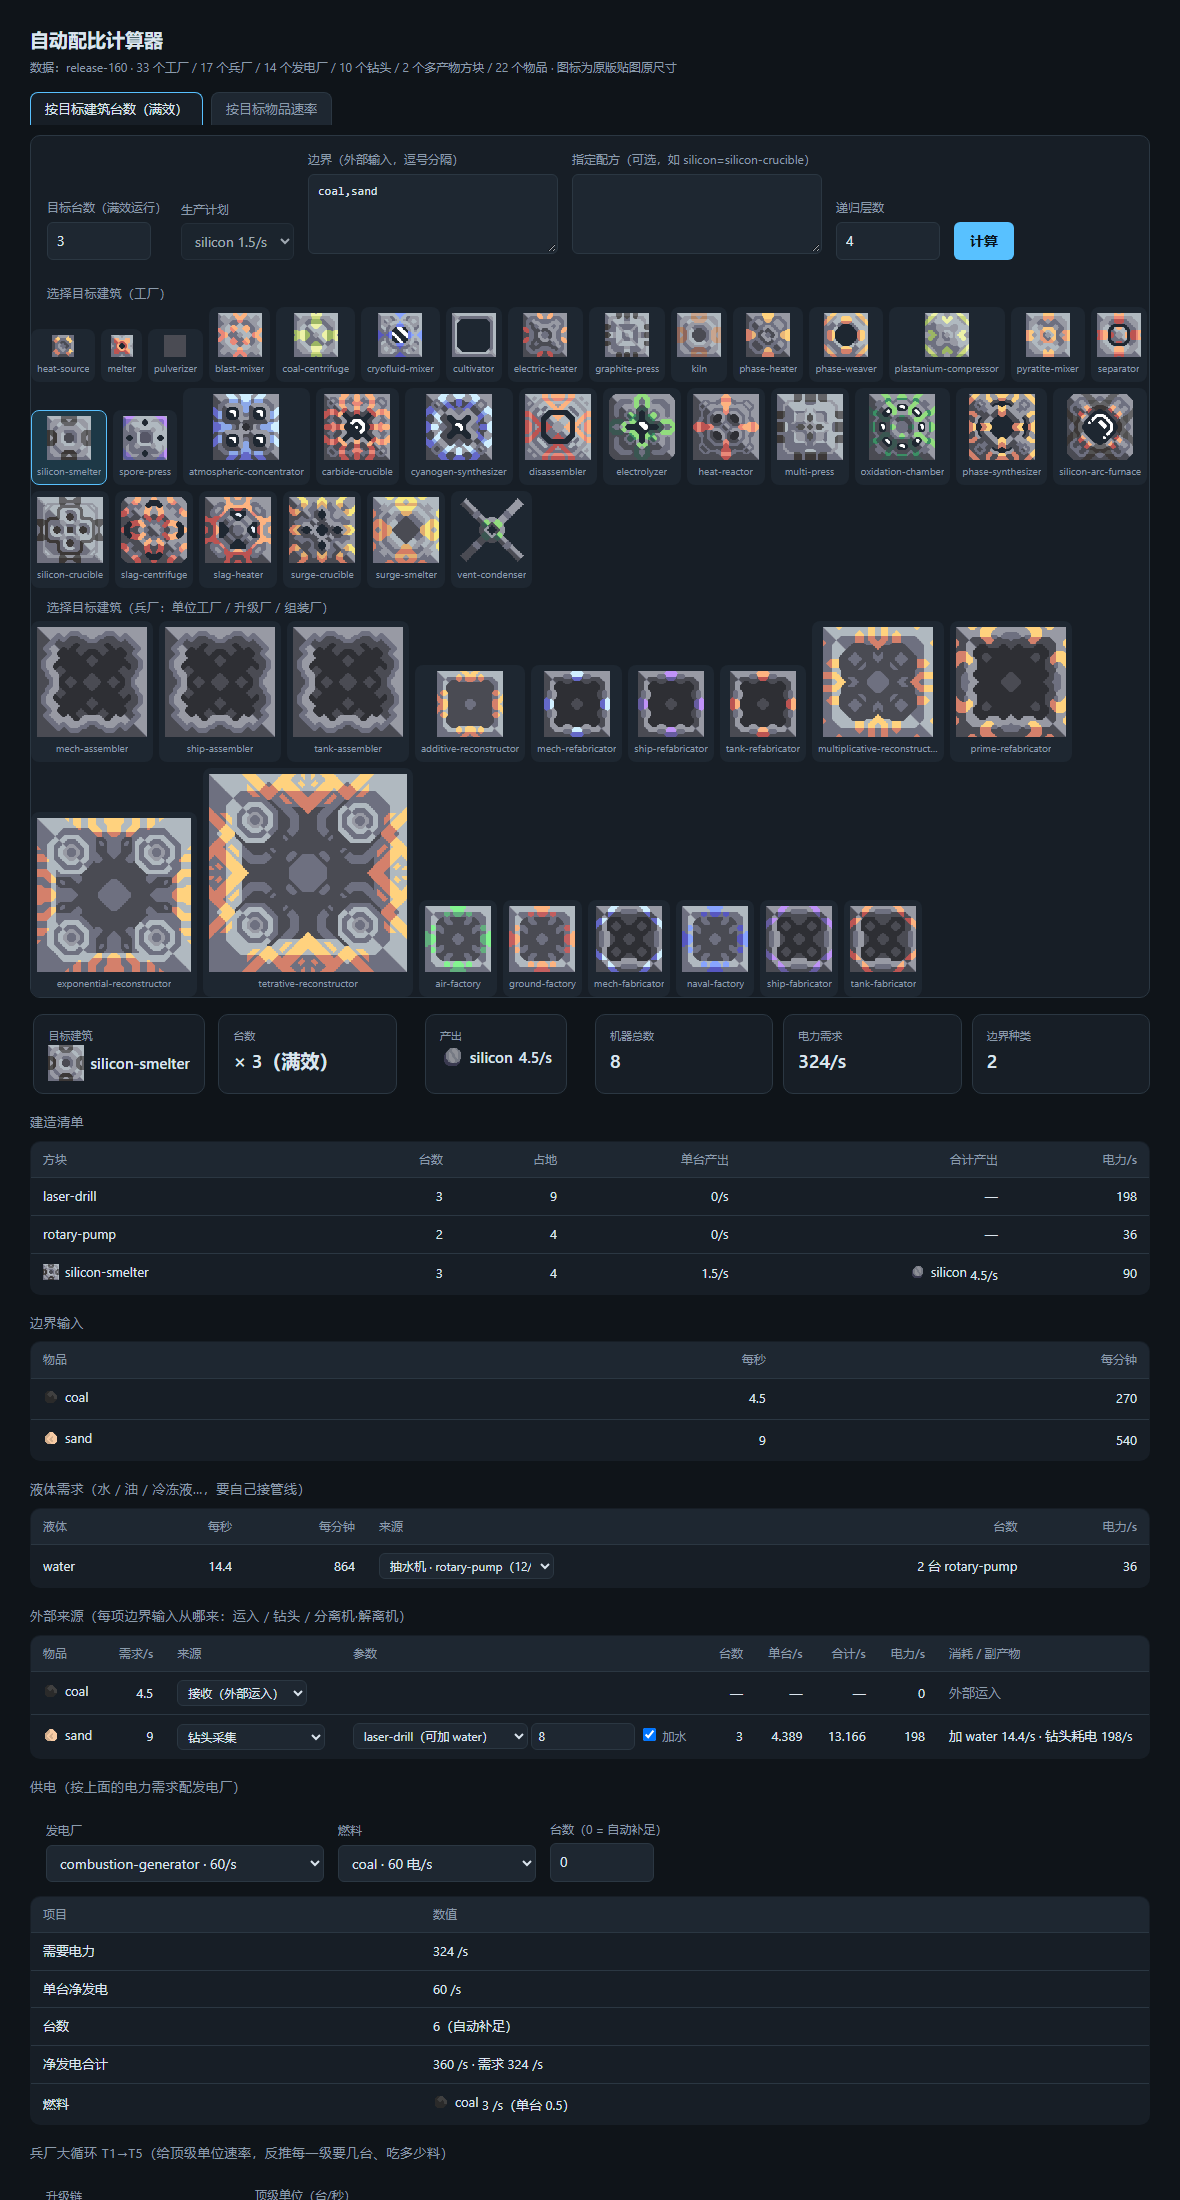 自动配比计算器
数据：release-160 · 33 个工厂 / 17 个兵厂 / 14 个发电厂 / 10 个钻头 / 2 个多产物方块 / 22 个物品 · 图标为原版贴图原尺寸
按目标建筑台数（满效） 按目标物品速率
边界（外部输入，逗号分隔） 指定配方（可选，如 silicon=silicon-crucible）
目标台数（满效运行） 生产计划 递归层数
3 silicon 1.5/s coal,sand 4 计算
选择目标建筑（工厂）
heat-source melter pulverizer blast-mixer coal-centrifuge cryofluid-mixer cultivator electric-heater graphite-press kiln phase-heater phase-weaver plastanium-compressor pyratite-mixer separator
silicon-smelter spore-press atmospheric-concentrator carbide-crucible cyanogen-synthesizer disassembler electrolyzer heat-reactor multi-press oxidation-chamber phase-synthesizer silicon-arc-furnace
silicon-crucible slag-centrifuge slag-heater surge-crucible surge-smelter vent-condenser
选择目标建筑（兵厂：单位工厂 / 升级厂 / 组装厂）
mech-assembler ship-assembler tank-assembler additive-reconstructor mech-refabricator ship-refabricator tank-refabricator multiplicative-reconstruct... prime-refabricator
exponential-reconstructor tetrative-reconstructor air-factory ground-factory mech-fabricator naval-factory ship-fabricator tank-fabricator
目标建筑 台数 产出 机器总数 电力需求 边界种类
silicon-smelter × 3（满效） silicon 4.5/s 8 324/s 2
建造清单
方块 台数 占地 单台产出 合计产出 电力/s
laser-drill 3 9 0/s — 198
rotary-pump 2 4 0/s — 36
silicon-smelter 3 4 1.5/s silicon 4.5/s 90
边界输入
物品 每秒 每分钟
coal 4.5 270
sand 9 540
液体需求（水 / 油 / 冷冻液...，要自己接管线）
液体 每秒 每分钟 来源 台数 电力/s
water 14.4 864 抽水机 · rotary-pump（12/ 2 台 rotary-pump 36
外部来源（每项边界输入从哪来：运入 / 钻头 / 分离机·解离机）
物品 需求/s 来源 参数 台数 单台/s 合计/s 电力/s 消耗 / 副产物
coal 4.5 接收（外部运入） — — — 0 外部运入
sand 9 钻头采集 laser-drill（可加 water） 8 加水 3 4.389 13.166 198 加 water 14.4/s · 钻头耗电 198/s
供电（按上面的电力需求配发电厂）
发电厂 燃料 台数（0 = 自动补足）
combustion-generator · 60/s coal · 60 电/s 0
项目 数值
需要电力 324 /s
单台净发电 60 /s
台数 6（自动补足）
净发电合计 360 /s · 需求 324 /s
燃料 coal 3 /s（单台 0.5）
兵厂大循环 T1→T5（给顶级单位速率，反推每一级要几台、吃多少料）
升级链 顶级单位（台/秒）